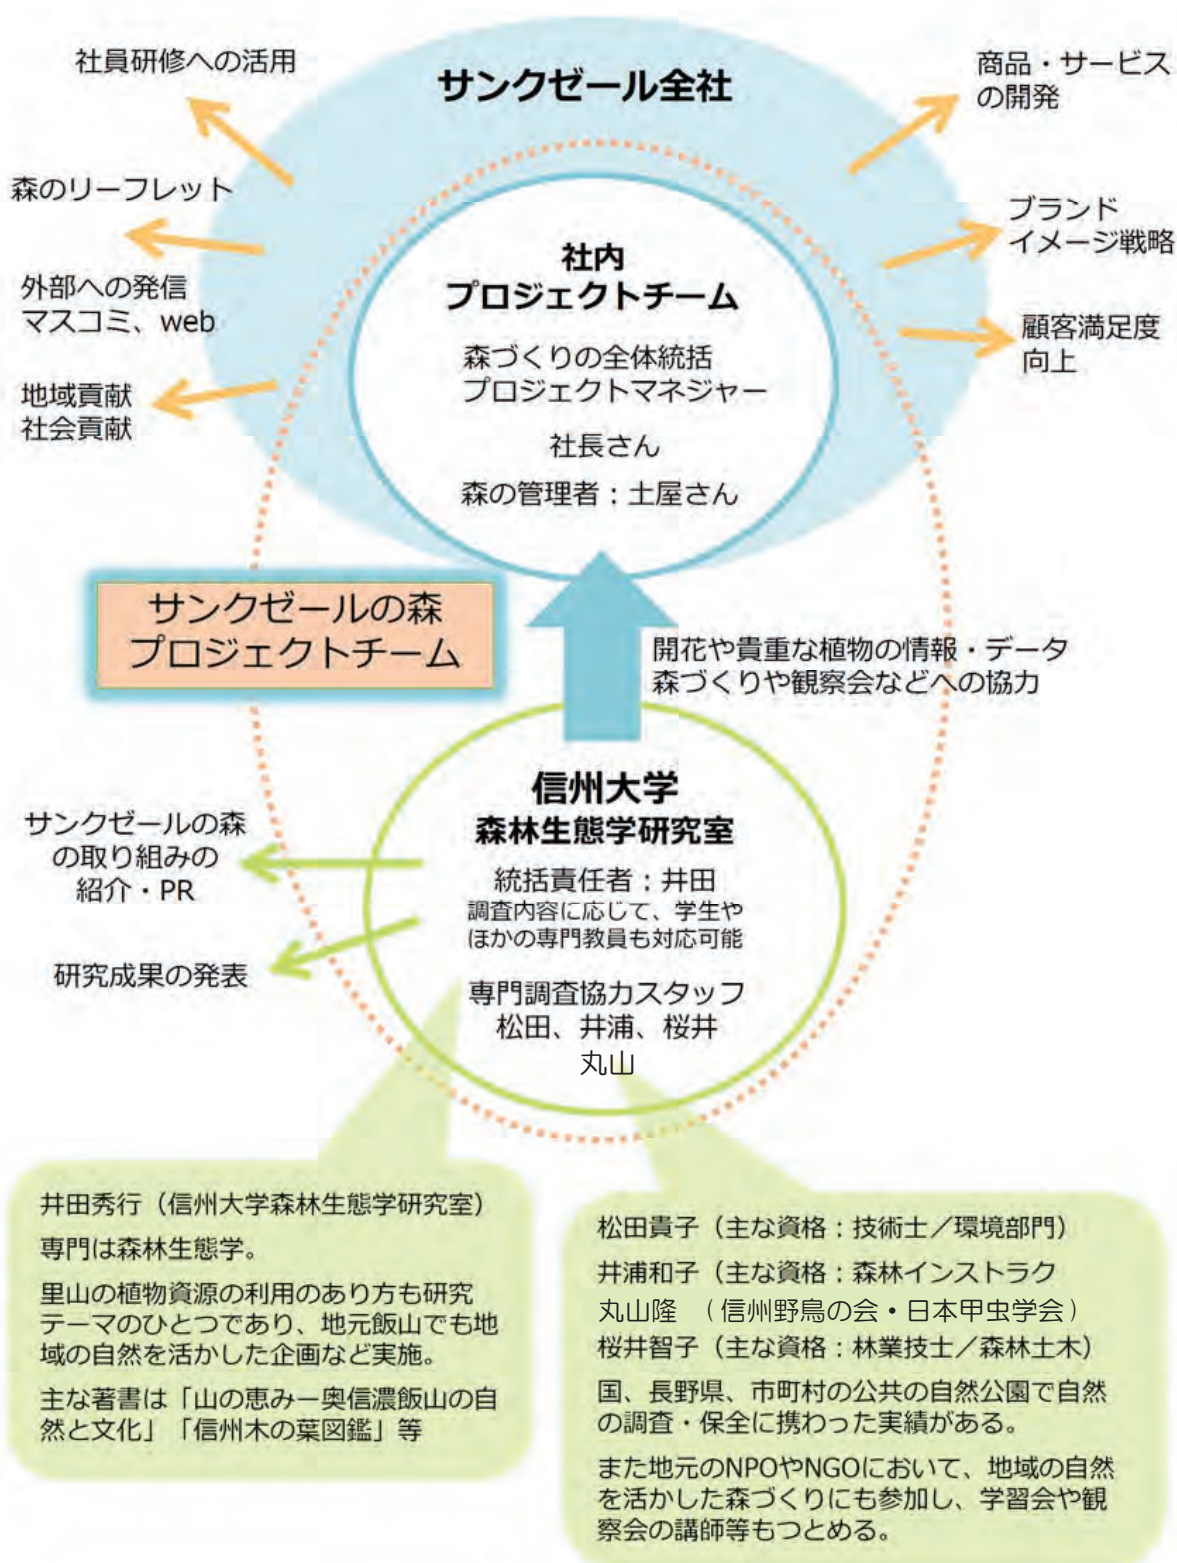 サンクゼール全社
社員研修への活用
森のリーフレット
外部への発信
マスコミ、web
地域貢献
社会貢献
商品・サービス
の開発
ブランド
イメージ戦略
顧客満足度
向上
社内
プロジェクトチーム
森づくりの全体統括
プロジェクトマネジャー
社長さん
森の管理者：土屋さん
サンクゼールの森
プロジェクトチーム
開花や貴重な植物の情報・データ
森づくりや観察会などへの協力
信州大学
森林生態学研究室
統括責任者：井田
調査内容に応じて、学生や
ほかの専門教員も対応可能
専門調査協力スタッフ
松田、井浦、桜井
丸山
サンクゼールの森
の取り組みの
紹介・PR
研究成果の発表
井田秀行（信州大学森林生態学研究室）
専門は森林生態学。
里山の植物資源の利用のあり方も研究
テーマのひとつであり、地元飯山でも地
域の自然を活かした企画など実施。
主な著書は「山の恵みー奥信濃飯山の自
然と文化」「信州木の葉図鑑」等
松田貴子（主な資格：技術士／環境部門）
井浦和子（主な資格：森林インストラク
丸山隆　（信州野鳥の会・日本甲虫学会）
桜井智子（主な資格：林業技士／森林土木）
国、長野県、市町村の公共の自然公園で自然
の調査・保全に携わった実績がある。
また地元のNPOやNGOにおいて、地域の自然
を活かした森づくりにも参加し、学習会や観
察会の講師等もつとめる。